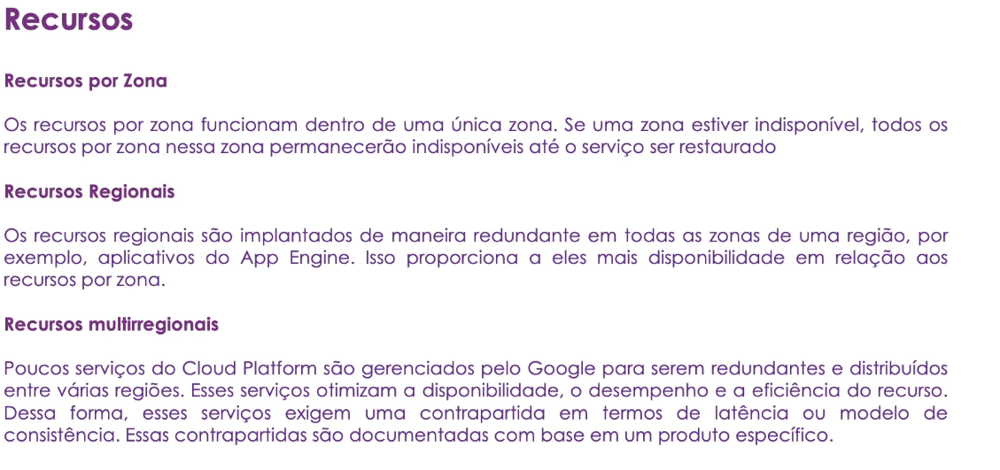 Recursos
Recursos por Zona
Os recursos por zona funcionam dentro de uma única zona. Se uma zona estiver indisponível, todos os
recursos por zona nessa zona permanecerão indisponíveis até o serviço ser restaurado
Recursos Regionais
Os recursos regionais são implantados de maneira redundante em todas as zonas de uma região, por
exemplo, aplicativos do App Engine. Isso proporciona a eles mais disponibilidade em relação aos
recursos por zona.
Recursos multirregionais
Poucos serviços do Cloud Platform são gerenciados pelo Google para serem redundantes e distribuídos
entre várias regiões. Esses serviços otimizam a disponibilidade, o desempenho e a eficiência do recurso.
Dessa forma, esses serviços exigem uma contrapartida em termos de latência ou modelo de
consistência. Essas contrapartidas são documentadas com base em um produto específico.